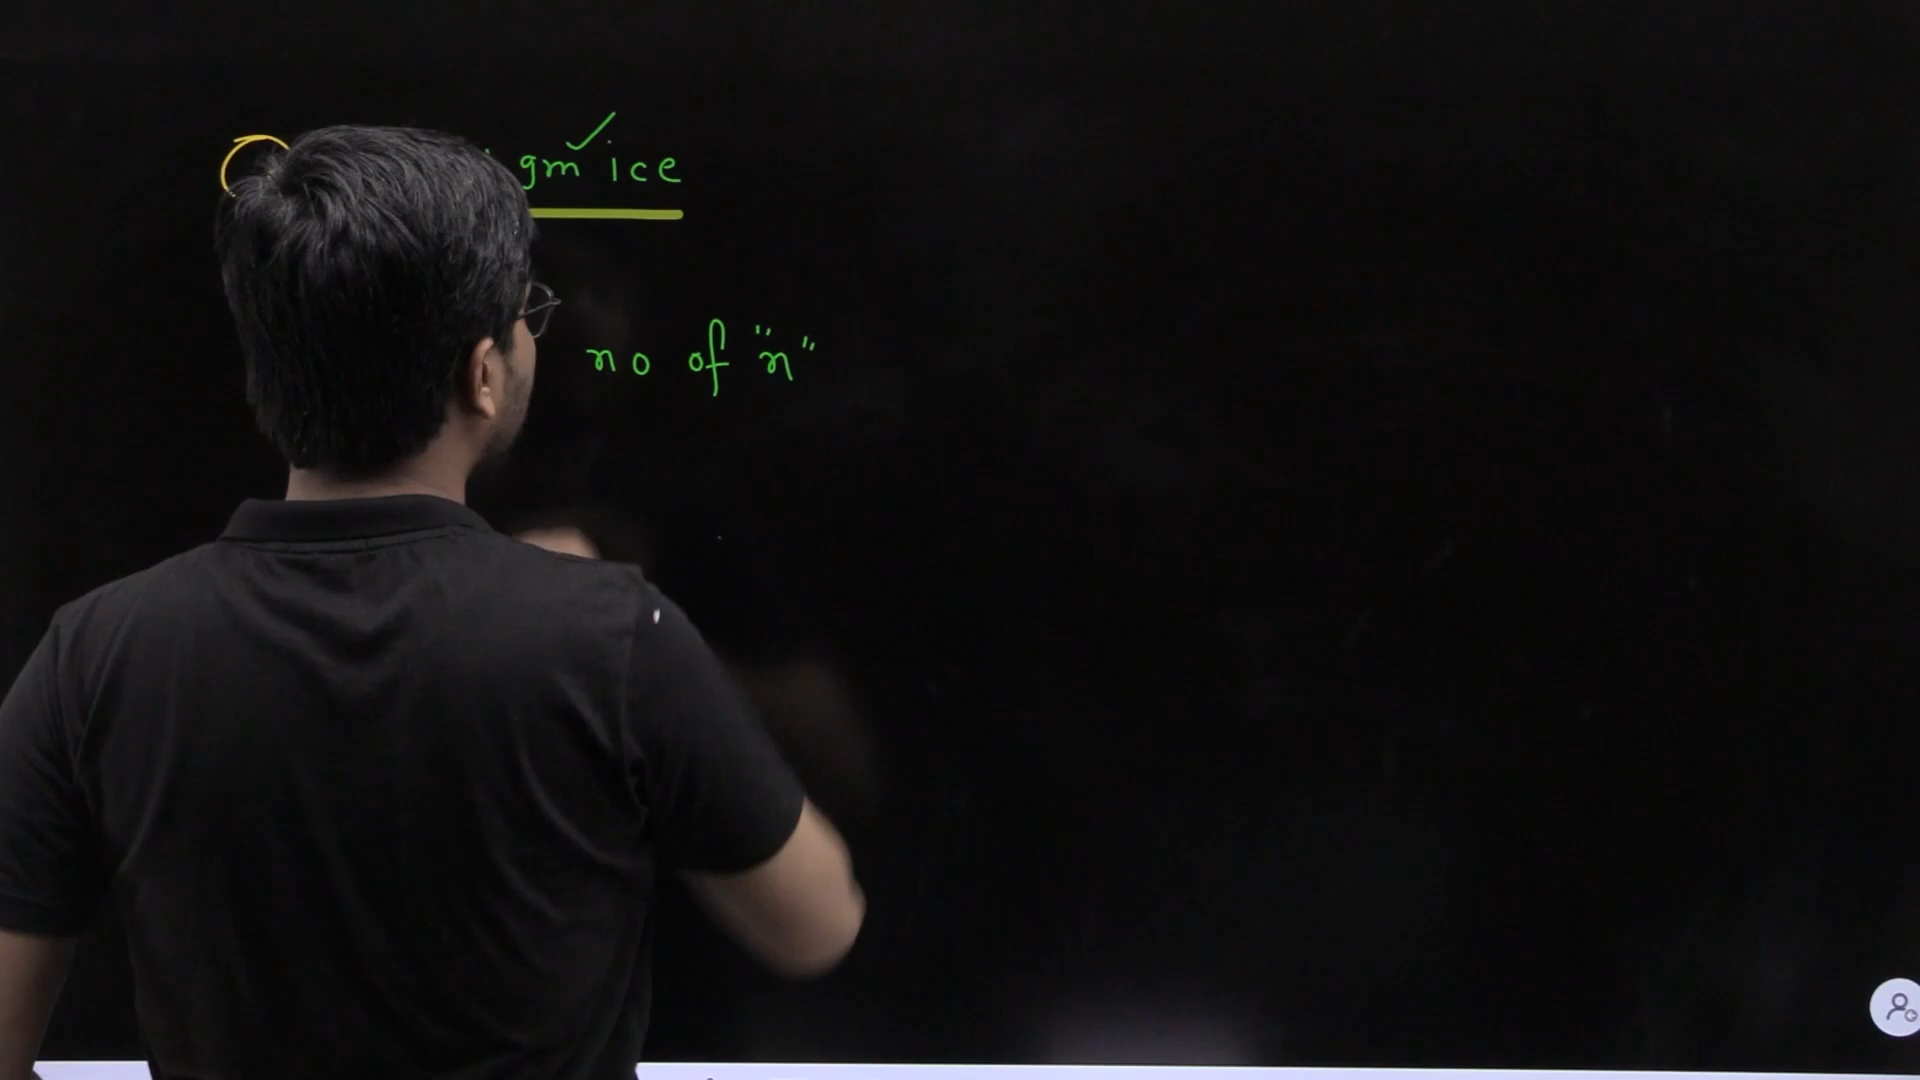 gm ice
no of "n"